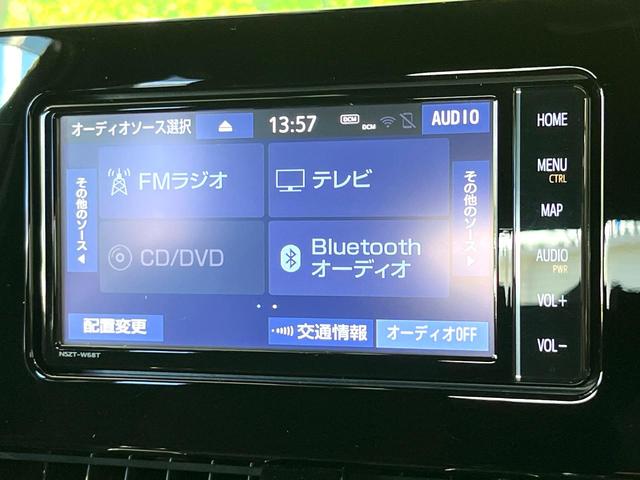 オーディオソース選択
13:57
DCM
DCM
AUDIO
FMラジオ
テレビ
CD/DVD
Bluetooth
オーディオ
その他のソース
その他のソース
配置変更
交通情報
オーディオOFF
NSZT-W68T
HOME
MENU
CTRL
MAP
AUDIO
PWR
VOL+
VOL-